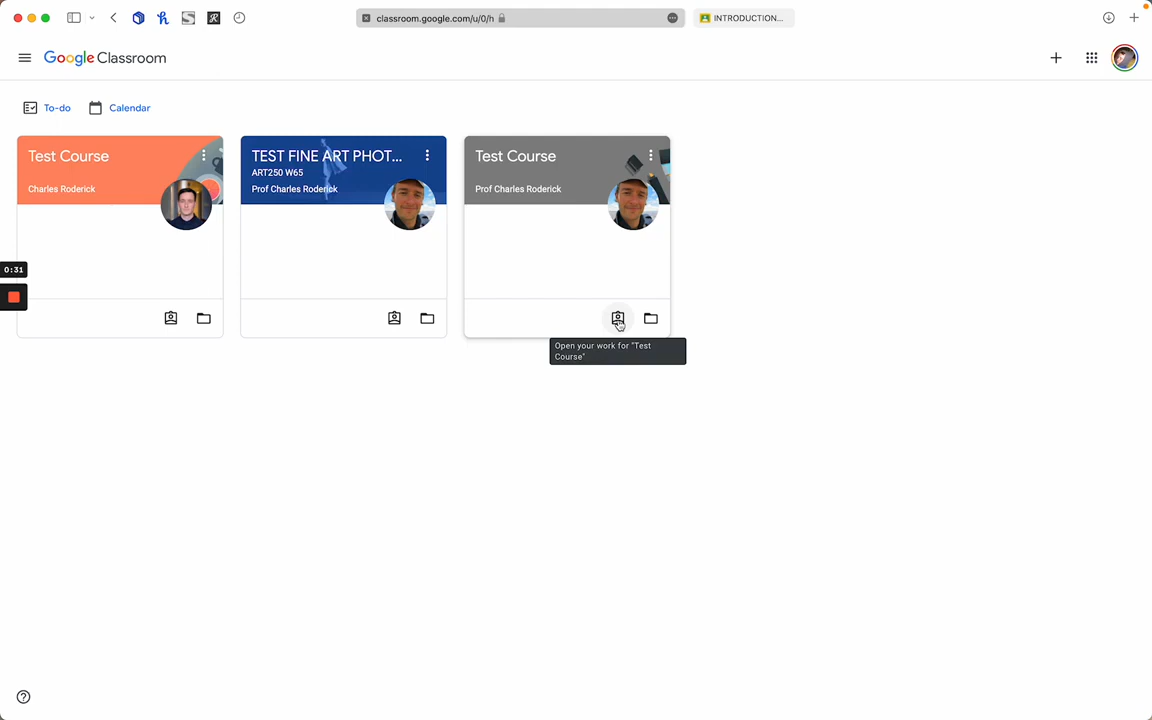 classroom.google.com/u/0/h
INTRODUCTION...
Google Classroom
To-do
Calendar
Test Course
Charles Roderick
TEST FINE ART PHOT...
ART250 W65
Prof Charles Roderick
Test Course
Prof Charles Roderick
0:31
Open your work for "Test
Course"